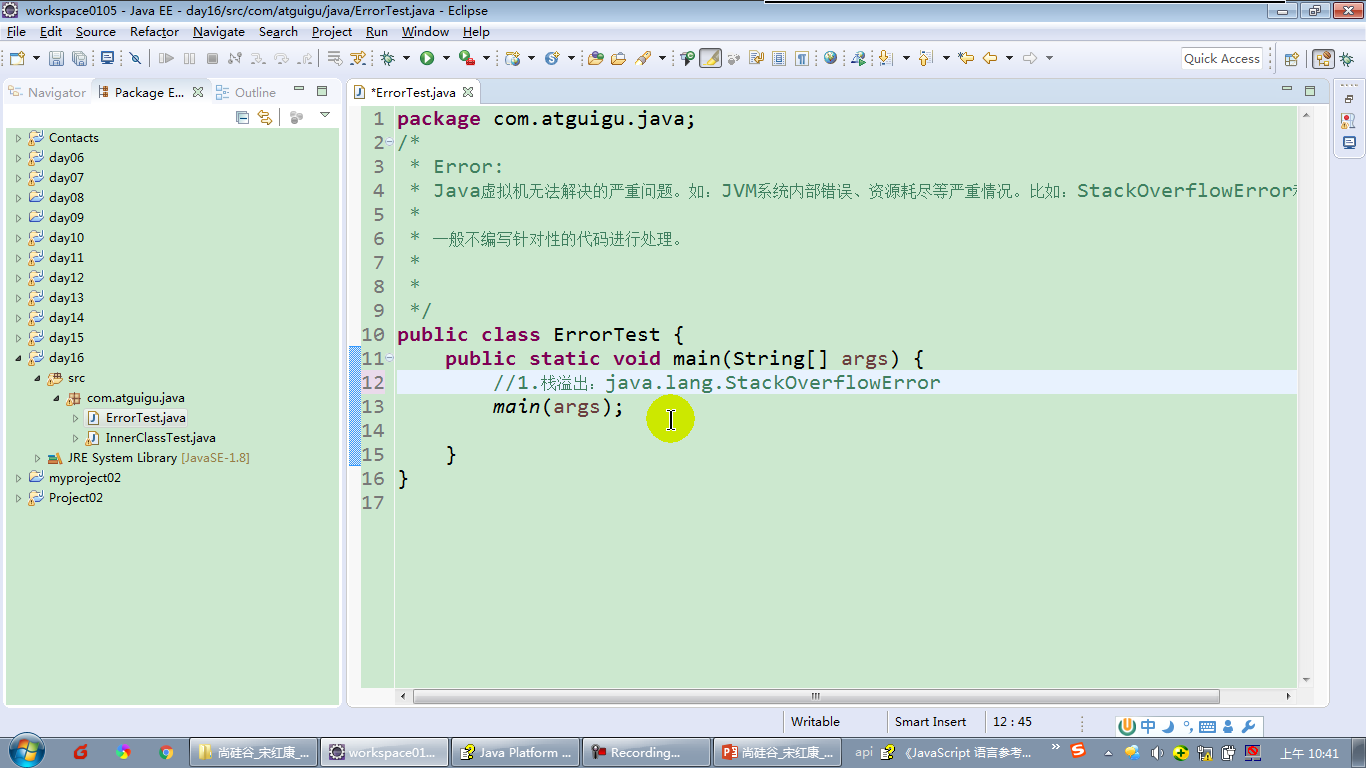 workspace0105 - Java EE - day16/src/com/atguigu/java/ErrorTest.java - Eclipse
File Edit Source Refactor Navigate Search Project Run Window Help
Quick Access
Navigator Package E... Outline
*ErrorTest.java
Contacts
day06
day07
day08
day09
day10
day11
day12
day13
day14
day15
day16
src
com.atguigu.java
ErrorTest.java
InnerClassTest.java
JRE System Library [JavaSE-1.8]
myproject02
Project02
1 package com.atguigu.java;
2 /*
3 * Error:
4 * Java虚拟机无法解决的严重问题。如：JVM系统内部错误、资源耗尽等严重情况。比如：StackOverflowError
5 *
6 * 一般不编写针对性的代码进行处理。
7 *
8 *
9 */
10 public class ErrorTest {
11 public static void main(String[] args) {
12 //1.栈溢出：java.lang.StackOverflowError
13 main(args);
14
15 }
16 }
17
Writable Smart Insert 12 : 45
中
尚硅谷_宋红康_... workspace01... Java Platform ... Recording... 尚硅谷_宋红康_... api 《JavaScript 语言参考... » 上午 10:41